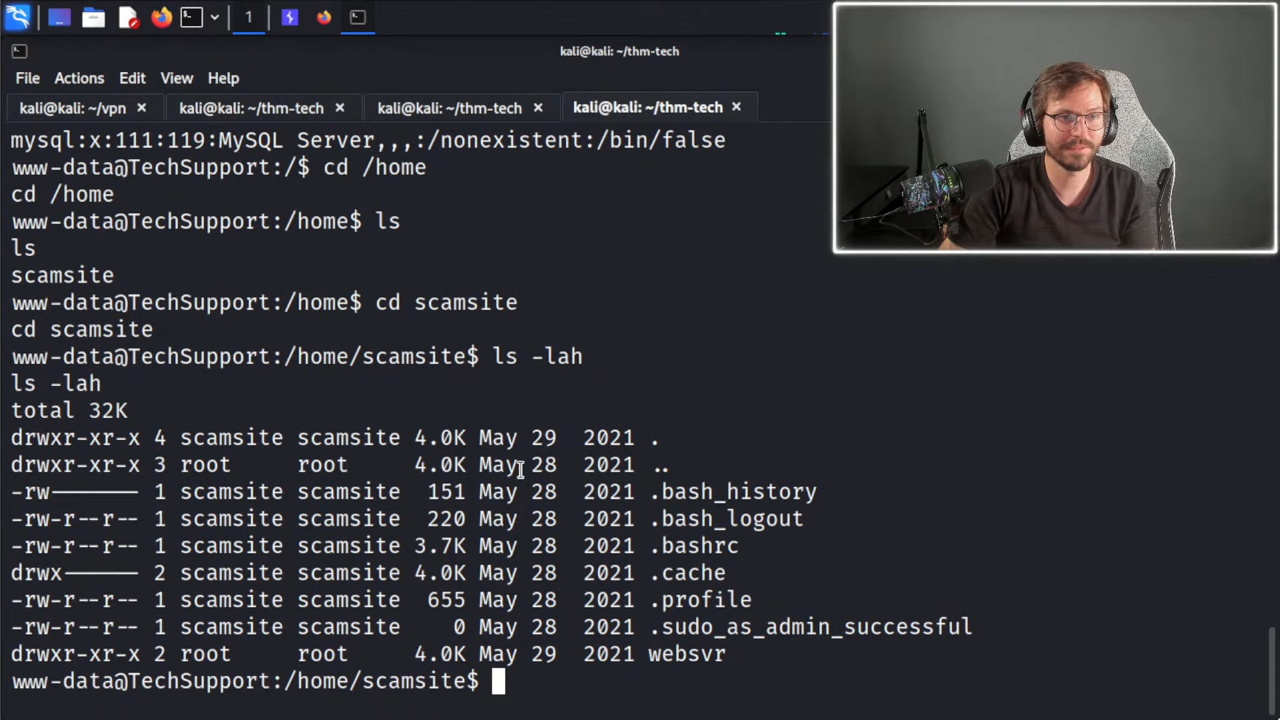 1
kali@kali: ~/thm-tech
File Actions Edit View Help
kali@kali: ~/vpn × kali@kali: ~/thm-tech × kali@kali: ~/thm-tech × kali@kali: ~/thm-tech ×
mysql:x:111:119:MySQL Server,,,:/nonexistent:/bin/false
www-data@TechSupport:/$ cd /home
cd /home
www-data@TechSupport:/home$ ls
ls
scamsite
www-data@TechSupport:/home$ cd scamsite
cd scamsite
www-data@TechSupport:/home/scamsite$ ls -lah
ls -lah
total 32K
drwxr-xr-x 4 scamsite scamsite 4.0K May 29  2021 .
drwxr-xr-x 3 root     root     4.0K May 28  2021 ..
-rw------- 1 scamsite scamsite  151 May 28  2021 .bash_history
-rw-r--r-- 1 scamsite scamsite  220 May 28  2021 .bash_logout
-rw-r--r-- 1 scamsite scamsite 3.7K May 28  2021 .bashrc
drwx------ 2 scamsite scamsite 4.0K May 28  2021 .cache
-rw-r--r-- 1 scamsite scamsite  655 May 28  2021 .profile
-rw-r--r-- 1 scamsite scamsite    0 May 28  2021 .sudo_as_admin_successful
drwxr-xr-x 2 root     root     4.0K May 29  2021 websvr
www-data@TechSupport:/home/scamsite$